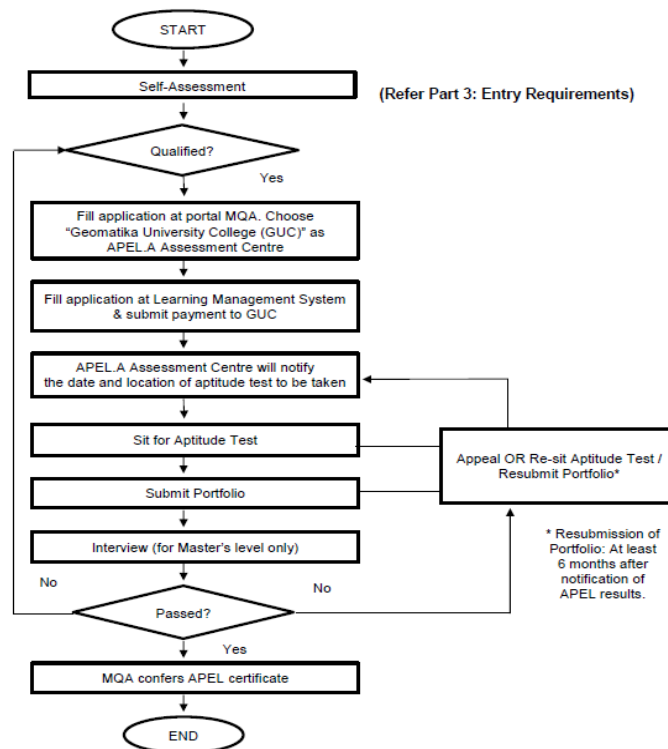 START
Self-Assessment
(Refer Part 3: Entry Requirements)
Qualified?
Yes
Fill application at portal MQA. Choose
“Geomatika University College (GUC)” as
APEL.A Assessment Centre
Fill application at Learning Management System
& submit payment to GUC
APEL.A Assessment Centre will notify
the date and location of aptitude test to be taken
Sit for Aptitude Test
Appeal OR Re-sit Aptitude Test /
Resubmit Portfolio*
Submit Portfolio
* Resubmission of
Portfolio: At least
6 months after
notification of
APEL results.
Interview (for Master's level only)
No
Passed?
No
Yes
MQA confers APEL certificate
END